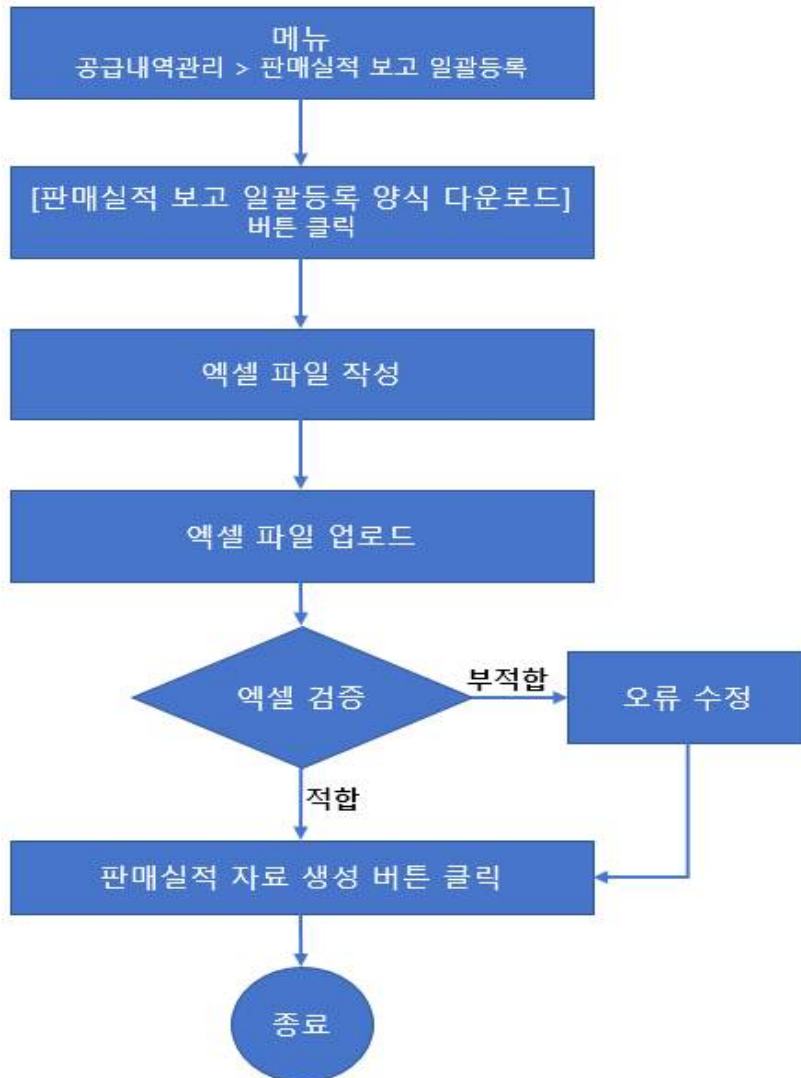 메뉴
공급내역관리 > 판매실적 보고 일괄등록
[판매실적 보고 일괄등록 양식 다운로드]
버튼 클릭
엑셀 파일 작성
엑셀 파일 업로드
엑셀 검증
부적합
오류 수정
적합
판매실적 자료 생성 버튼 클릭
종료